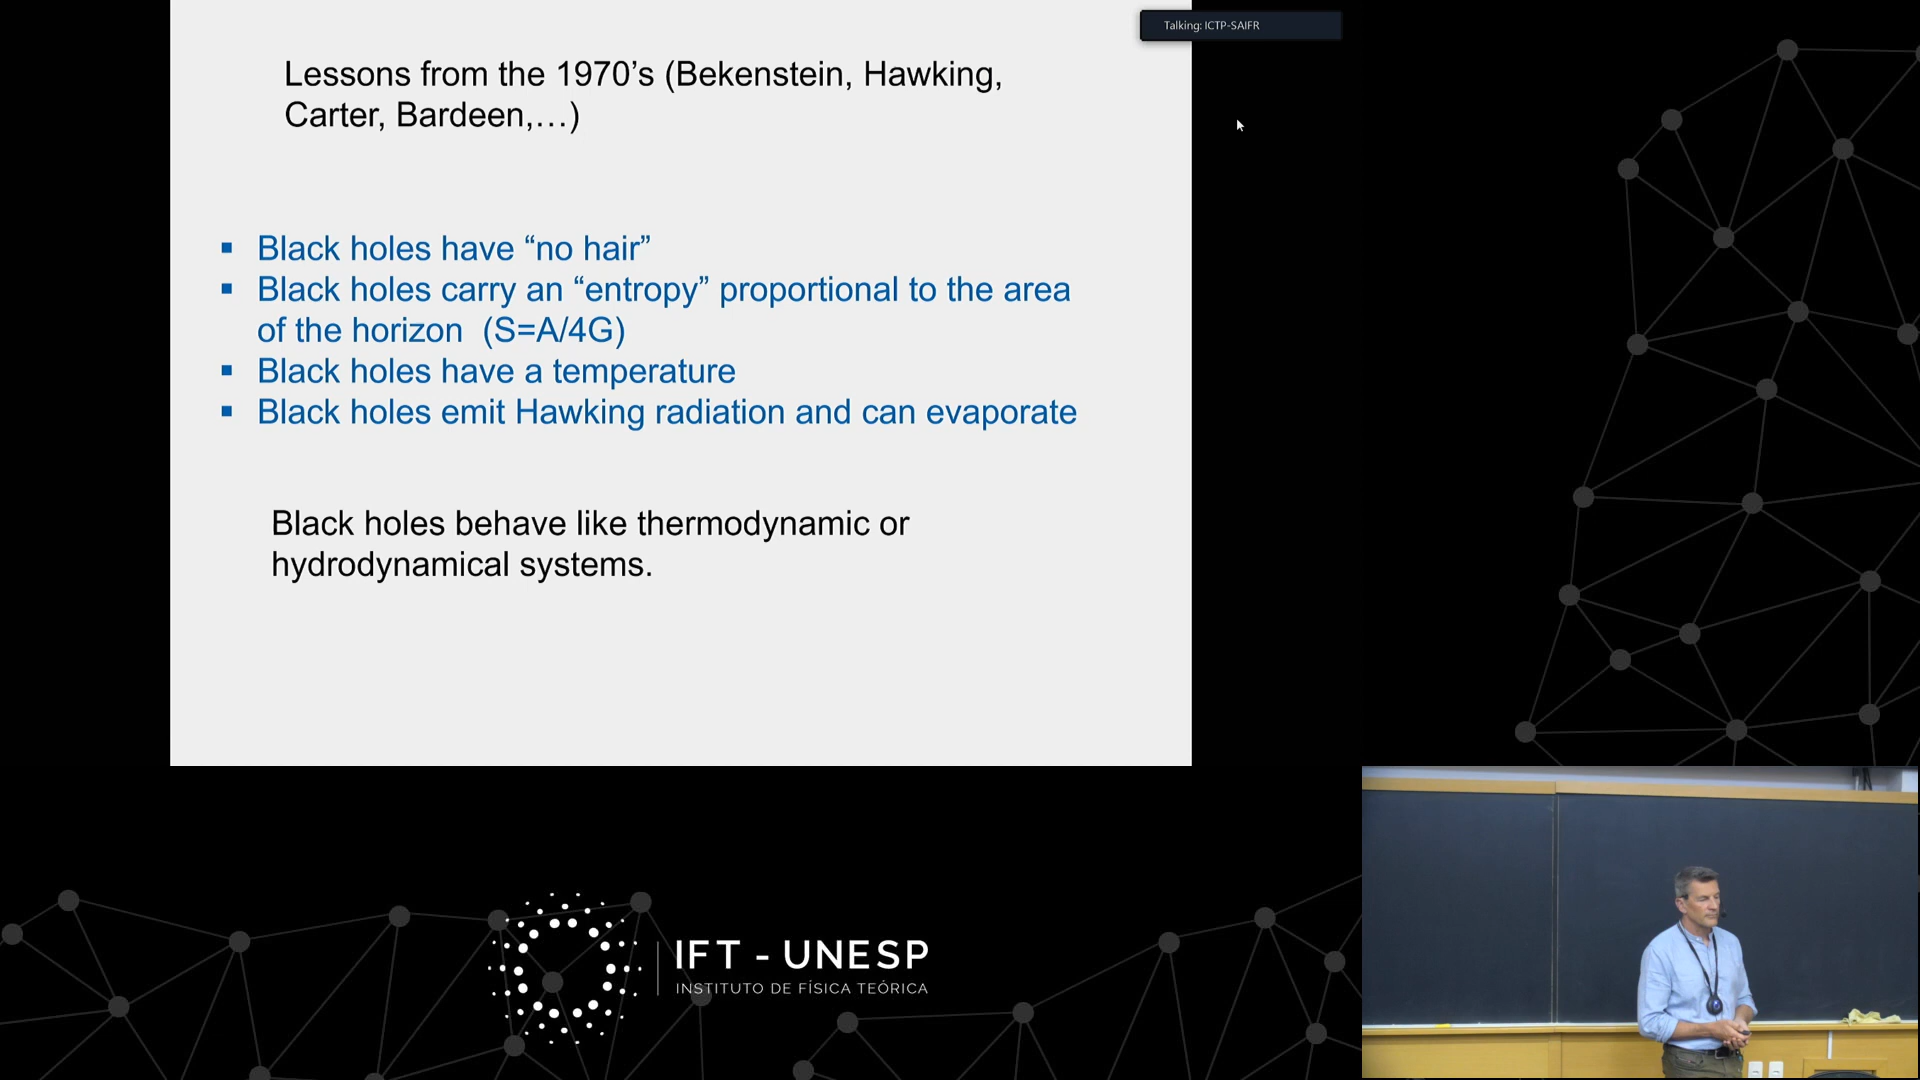 Talking: ICTP-SAIFR
Lessons from the 1970’s (Bekenstein, Hawking,
Carter, Bardeen,…)
▪ Black holes have “no hair”
▪ Black holes carry an “entropy” proportional to the area
of the horizon (S=A/4G)
▪ Black holes have a temperature
▪ Black holes emit Hawking radiation and can evaporate
Black holes behave like thermodynamic or
hydrodynamical systems.
IFT - UNESP
INSTITUTO DE FÍSICA TEÓRICA